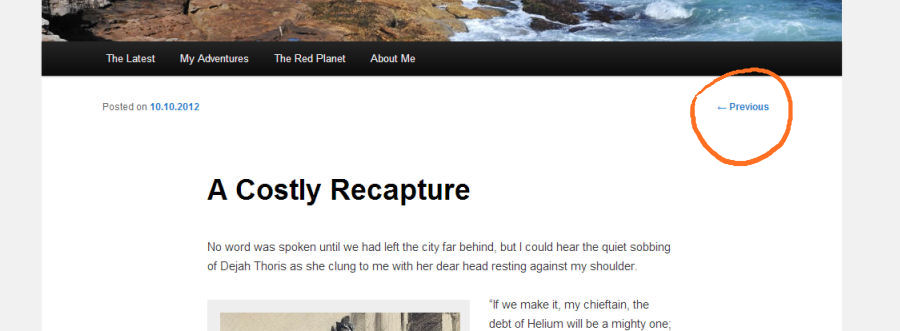 The Latest My Adventures The Red Planet About Me
Posted on 10.10.2012 ← Previous
A Costly Recapture
No word was spoken until we had left the city far behind, but I could hear the quiet sobbing
of Dejah Thoris as she clung to me with her dear head resting against my shoulder.
“If we make it, my chieftain, the
debt of Helium will be a mighty one;